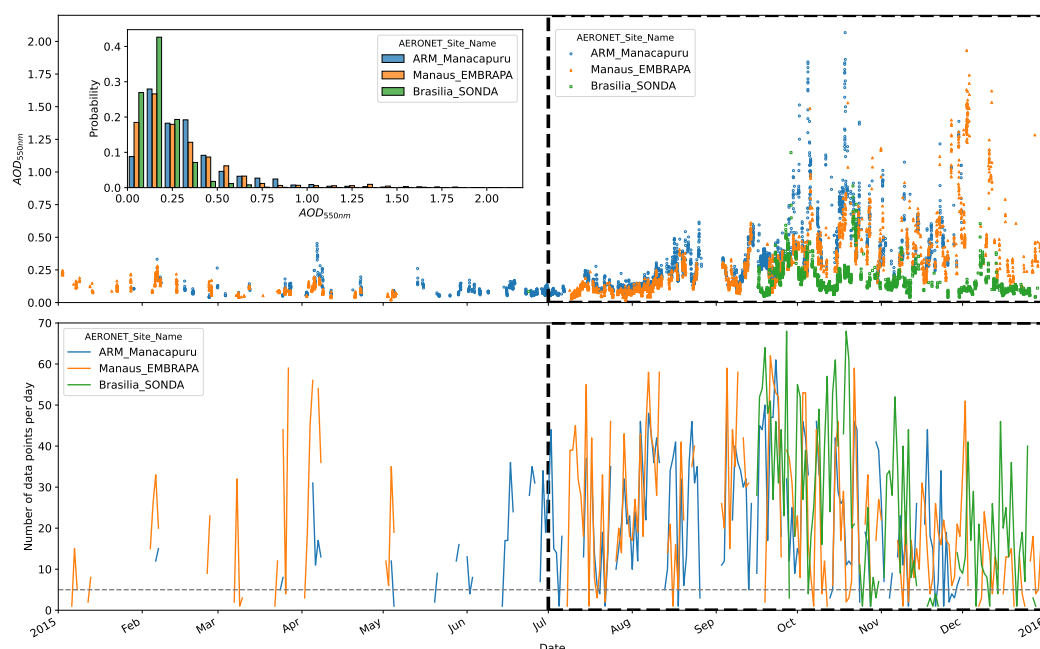 AERONET_Site_Name
ARM_Manacapuru
Manaus_EMBRAPA
Brasilia_SONDA
Probability
0.4
0.3
0.2
0.1
0.0
0.00 0.25 0.50 0.75 1.00 1.25 1.50 1.75 2.00
AOD550nm
AERONET_Site_Name
ARM_Manacapuru
Manaus_EMBRAPA
Brasilia_SONDA
AOD550nm
2.00
1.75
1.50
1.25
1.00
0.75
0.50
0.25
0.00
AERONET_Site_Name
ARM_Manacapuru
Manaus_EMBRAPA
Brasilia_SONDA
Number of data points per day
70
60
50
40
30
20
10
0
2015 Feb Mar Apr May Jun Jul Aug Sep Oct Nov Dec 2016
Date